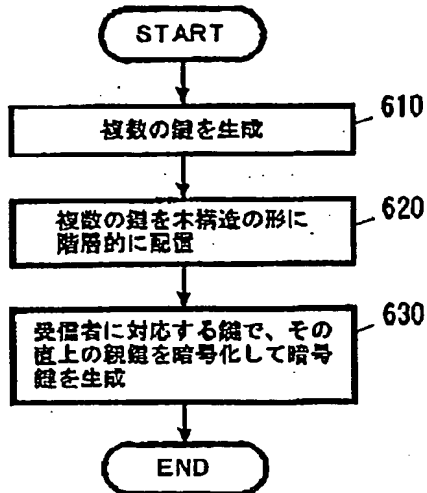 START
複数の鍵を生成
610
複数の鍵を木構造の形に
階層的に配置
620
受信者に対応する鍵で、その
直上の親鍵を暗号化して暗号
鍵を生成
630
END